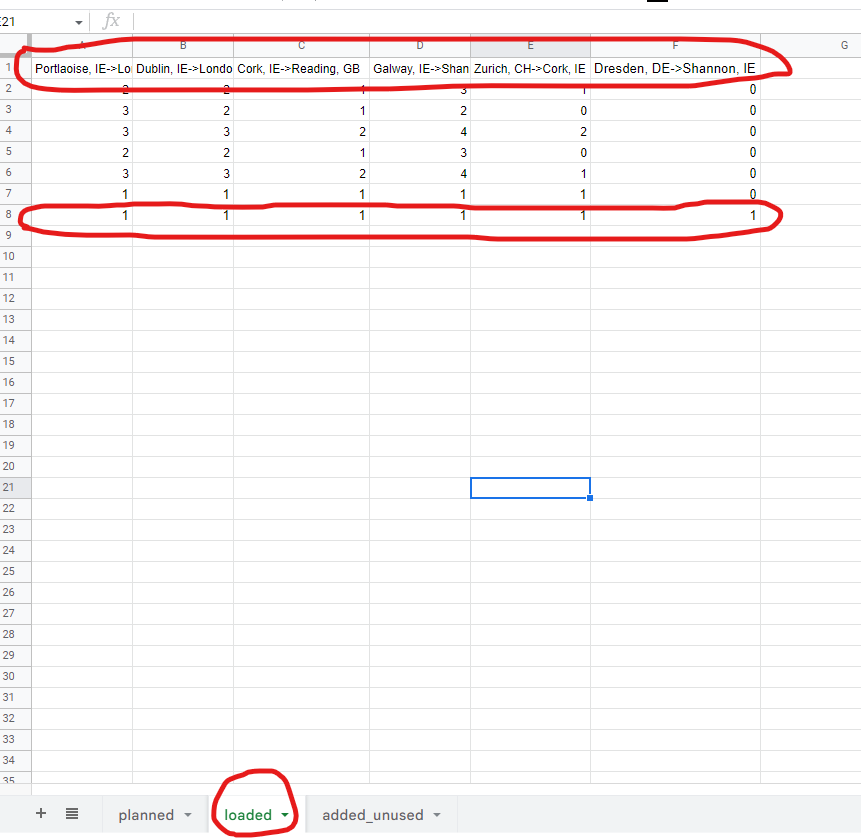 E21 fx
A B C D E F G
1 Portlaoise, IE->Lo Dublin, IE->Londo Cork, IE->Reading, GB Galway, IE->Shan Zurich, CH->Cork, IE Dresden, DE->Shannon, IE
2 2 2 1 3 1 0
3 3 2 1 2 0 0
4 3 3 2 4 2 0
5 2 2 1 3 0 0
6 3 3 2 4 1 0
7 1 1 1 1 1 0
8 1 1 1 1 1 1
9
10
11
12
13
14
15
16
17
18
19
20
21
22
23
24
25
26
27
28
29
30
31
32
33
34
35
+ planned loaded added_unused